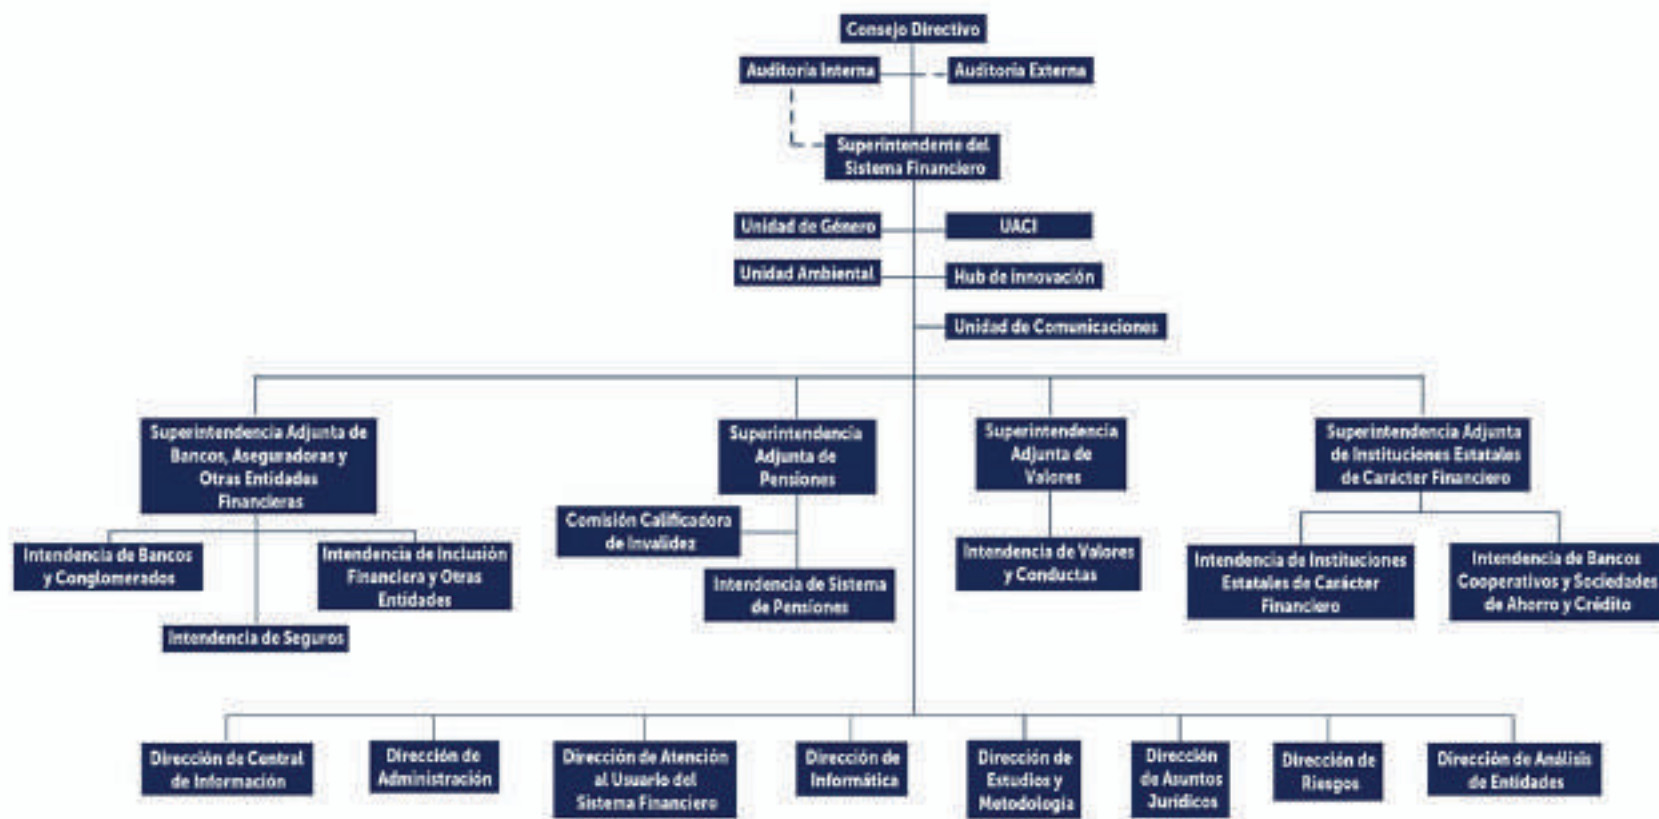 Consejo Directivo
Auditoría Interna
Auditoría Externa
Superintendente del
Sistema Financiero
Unidad de Género
UACI
Unidad Ambiental
Hub de innovación
Unidad de Comunicaciones
Superintendencia Adjunta de
Bancos, Aseguradoras y
Otras Entidades
Financieras
Superintendencia
Adjunta de
Pensiones
Superintendencia
Adjunta de
Valores
Superintendencia Adjunta
de Instituciones Estatales
de Carácter Financiero
Intendencia de Bancos
y Conglomerados
Intendencia de Inclusión
Financiera y Otras
Entidades
Intendencia de Seguros
Comisión Calificadora
de Invalidez
Intendencia de Sistema
de Pensiones
Intendencia de Valores
y Conductas
Intendencia de Instituciones
Estatales de Carácter
Financiero
Intendencia de Bancos
Cooperativos y Sociedades
de Ahorro y Crédito
Dirección de Central
de Información
Dirección de
Administración
Dirección de Atención
al Usuario del
Sistema Financiero
Dirección de
Informática
Dirección de
Estudios y
Metodología
Dirección
de Asuntos
Jurídicos
Dirección de
Riesgos
Dirección de Análisis
de Entidades